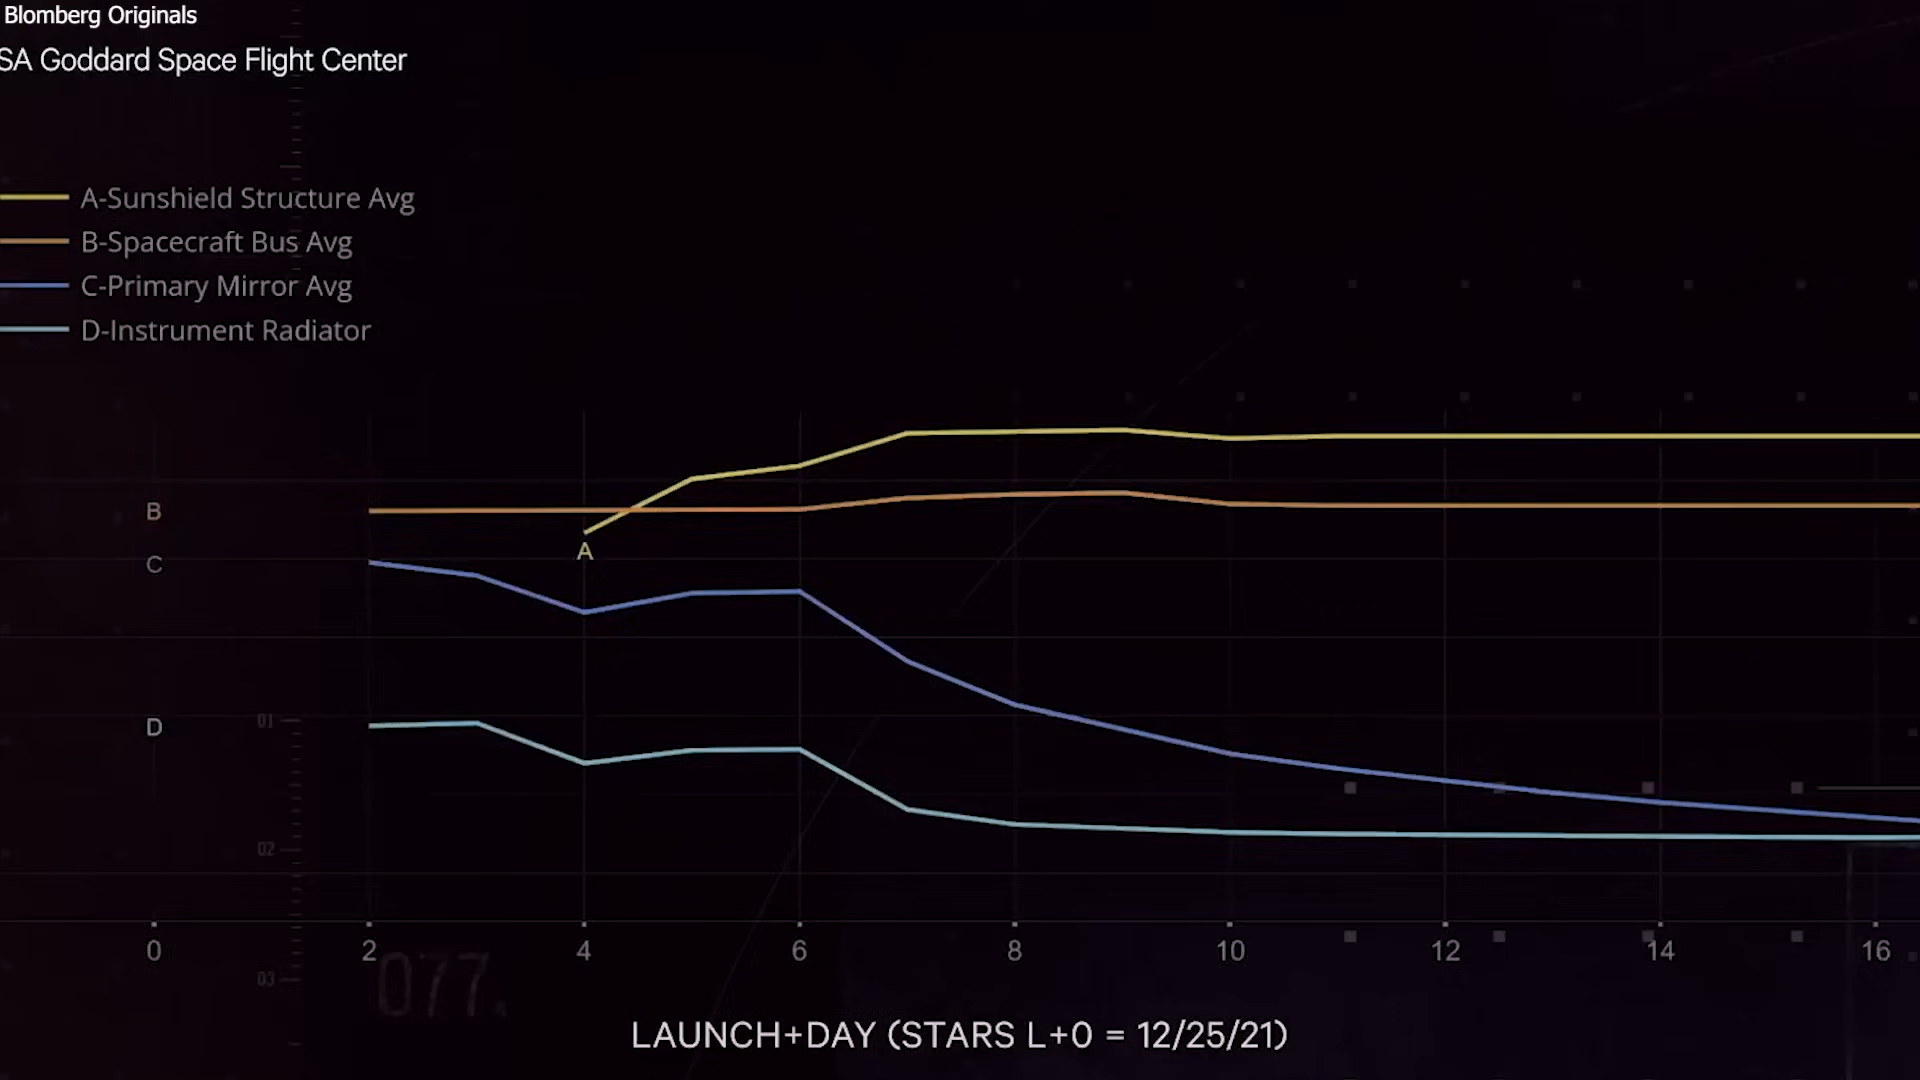 Blomberg Originals
SA Goddard Space Flight Center
A-Sunshield Structure Avg
B-Spacecraft Bus Avg
C-Primary Mirror Avg
D-Instrument Radiator
B
A
C
D
01
02
0 2 4 6 8 10 12 14 16
03
077
LAUNCH+DAY (STARS L+0 = 12/25/21)